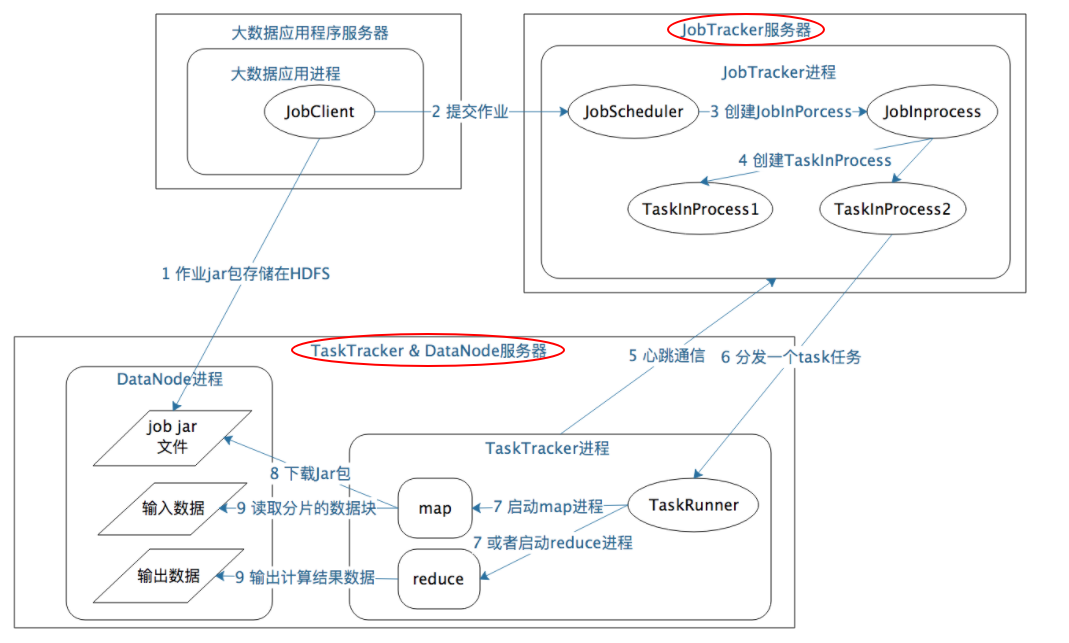 大数据应用程序服务器
大数据应用进程
JobClient
2 提交作业
JobTracker服务器
JobTracker进程
JobScheduler
3 创建JobInPorcess
JobInprocess
4 创建TaskInProcess
TaskInProcess1
TaskInProcess2
1 作业jar包存储在HDFS
TaskTracker & DataNode服务器
5 心跳通信
6 分发一个task任务
DataNode进程
job jar
文件
输入数据
输出数据
TaskTracker进程
8 下载Jar包
9 读取分片的数据块
map
7 启动map进程
TaskRunner
7 或者启动reduce进程
9 输出计算结果数据
reduce